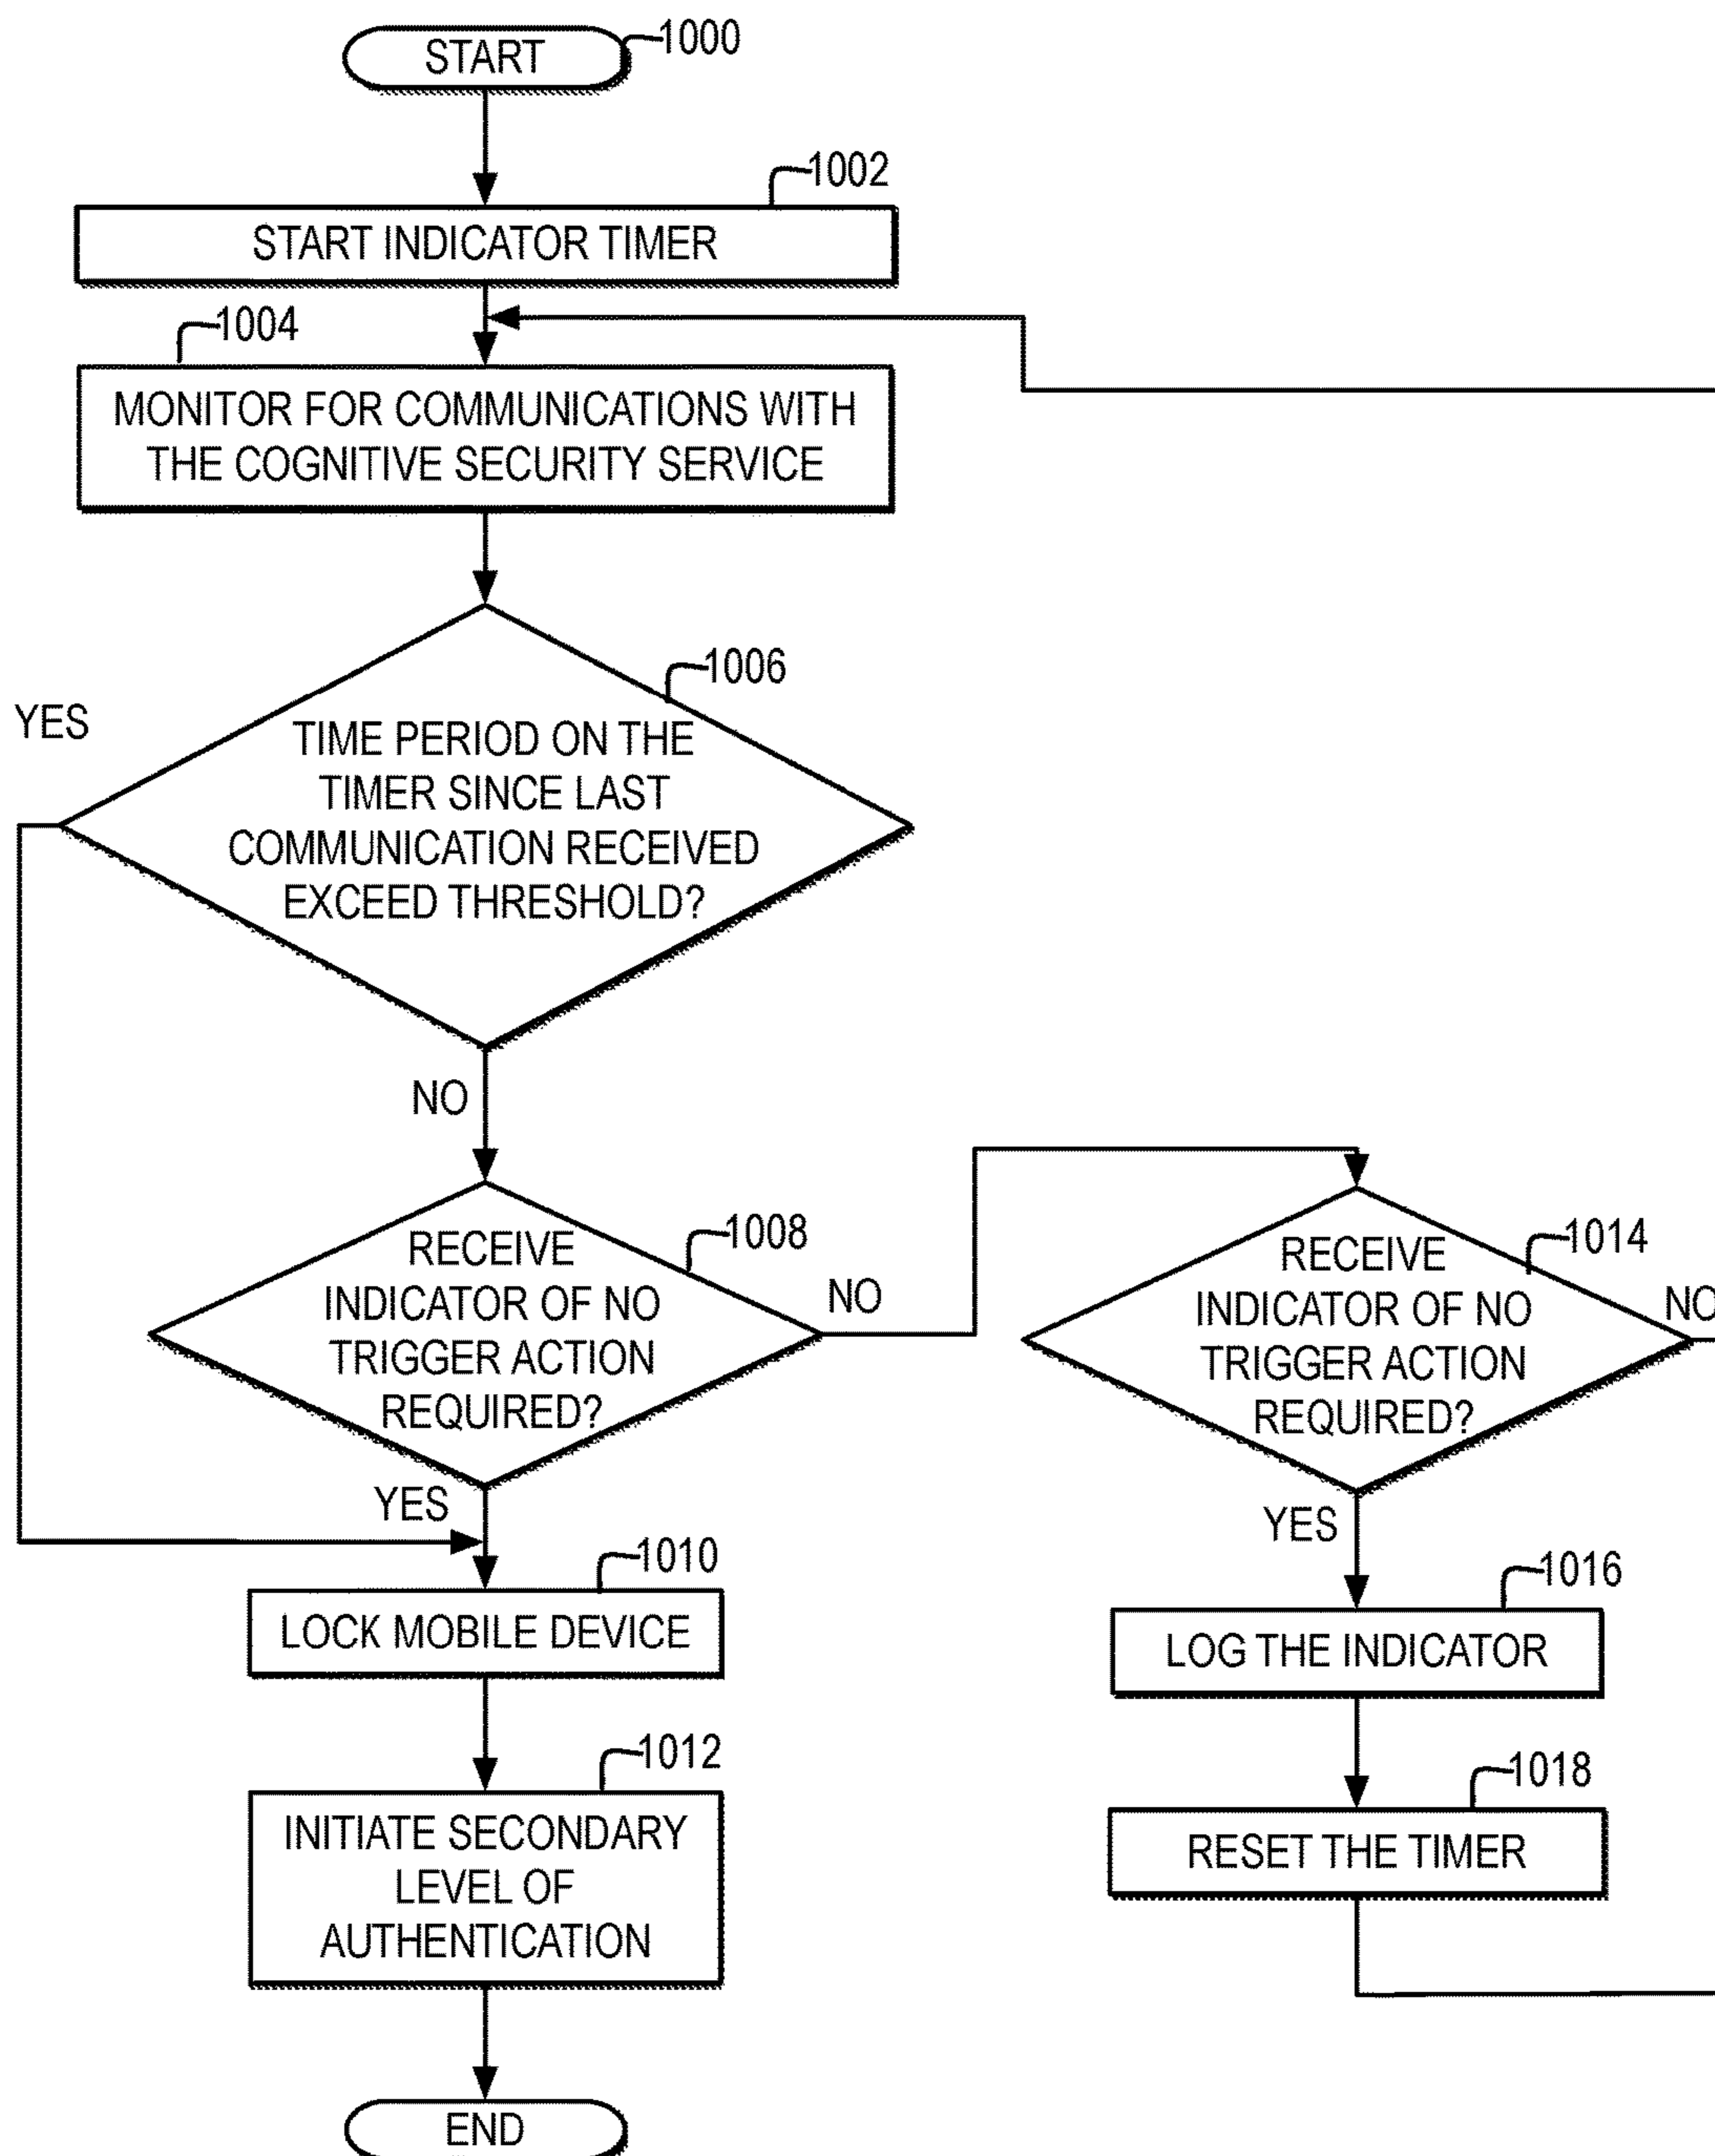 START
1000
1002
START INDICATOR TIMER
1004
MONITOR FOR COMMUNICATIONS WITH
THE COGNITIVE SECURITY SERVICE
1006
YES
TIME PERIOD ON THE
TIMER SINCE LAST
COMMUNICATION RECEIVED
EXCEED THRESHOLD?
NO
1008
RECEIVE
INDICATOR OF NO
TRIGGER ACTION
REQUIRED?
NO
YES
1010
LOCK MOBILE DEVICE
1012
INITIATE SECONDARY
LEVEL OF
AUTHENTICATION
END
1014
RECEIVE
INDICATOR OF NO
TRIGGER ACTION
REQUIRED?
NO
YES
1016
LOG THE INDICATOR
1018
RESET THE TIMER